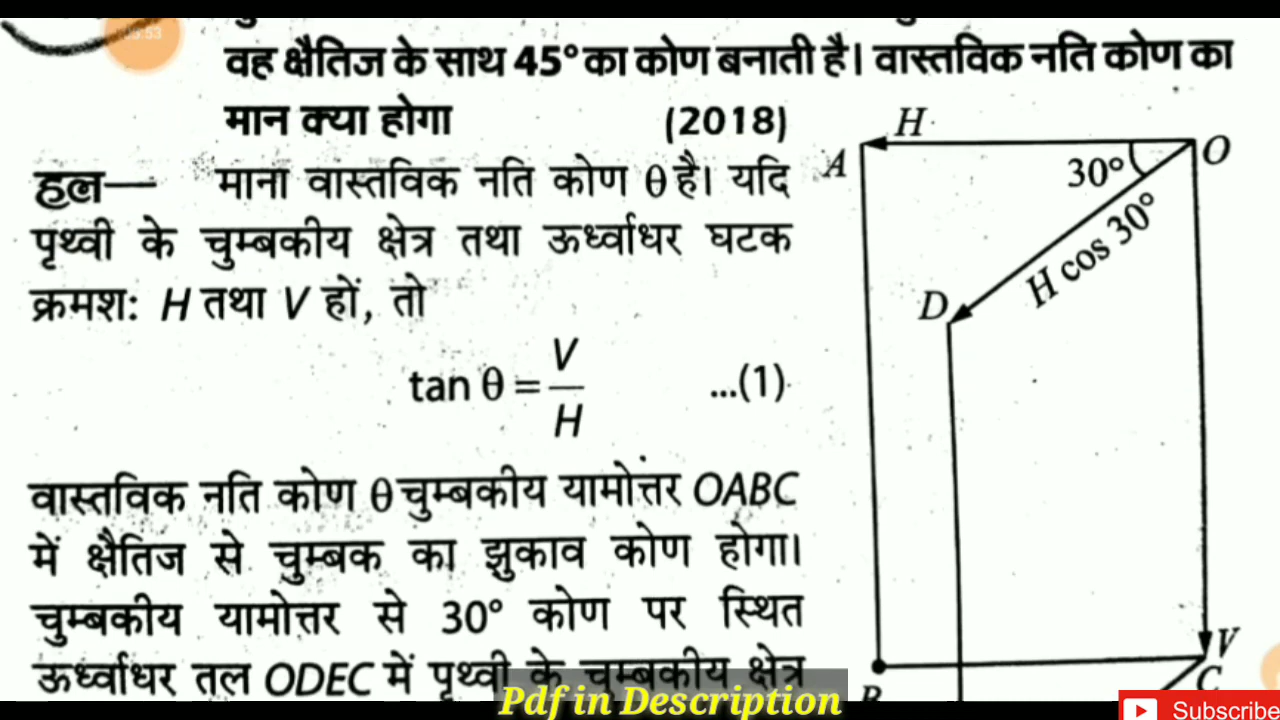 03:53
वह क्षैतिज के साथ 45° का कोण बनाती है। वास्तविक नति कोण का
मान क्या होगा (2018)
हल— माना वास्तविक नति कोण θ है। यदि
पृथ्वी के चुम्बकीय क्षेत्र तथा ऊर्ध्वाधर घटक
क्रमश: H तथा V हों, तो
tan θ = V/H ...(1)
वास्तविक नति कोण θ चुम्बकीय यामोत्तर OABC
में क्षैतिज से चुम्बक का झुकाव कोण होगा।
चुम्बकीय यामोत्तर से 30° कोण पर स्थित
ऊर्ध्वाधर तल ODEC में पृथ्वी के चुम्बकीय क्षेत्र
H
A
O
30°
H cos 30°
D
V
C
B
Pdf in Description
Subscribe